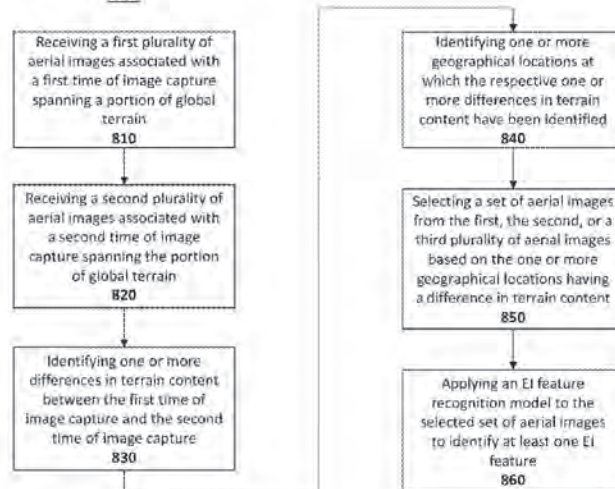 Receiving a first plurality of
aerial images associated with
a first time of image capture
spanning a portion of global
terrain
810
Receiving a second plurality of
aerial images associated with
a second time of image
capture spanning the portion
of global terrain
820
Identifying one or more
differences in terrain content
between the first time of
image capture and the second
time of image capture
830
Identifying one or more
geographical locations at
which the respective one or
more differences in terrain
content have been identified
840
Selecting a set of aerial images
from the first, the second, or a
third plurality of aerial images
based on the one or more
geographical locations having
a difference in terrain content
850
Applying an EI feature
recognition model to the
selected set of aerial images
to identify at least one EI
feature
860